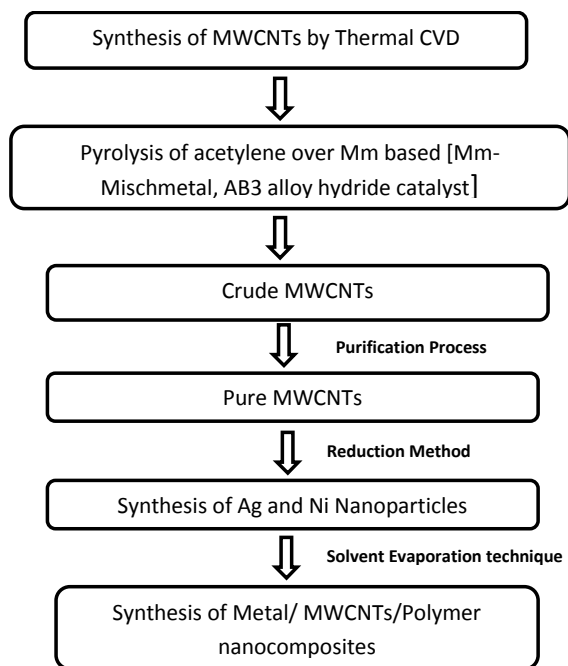 Synthesis of MWCNTs by Thermal CVD
Pyrolysis of acetylene over Mm based [Mm-
Mischmetal, AB3 alloy hydride catalyst]
Crude MWCNTs
Purification Process
Pure MWCNTs
Reduction Method
Synthesis of Ag and Ni Nanoparticles
Solvent Evaporation technique
Synthesis of Metal/ MWCNTs/Polymer
nanocomposites